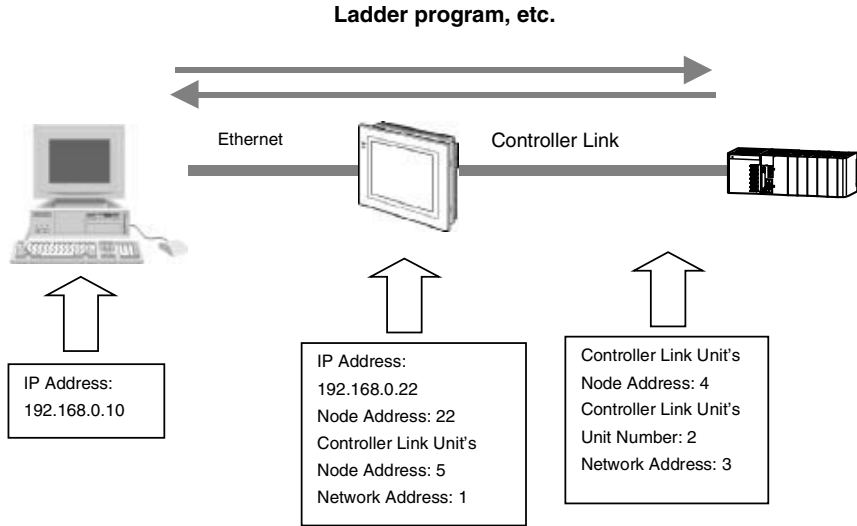 Ladder program, etc.
Ethernet
Controller Link
IP Address:
192.168.0.10
IP Address:
192.168.0.22
Node Address: 22
Controller Link Unit's
Node Address: 5
Network Address: 1
Controller Link Unit's
Node Address: 4
Controller Link Unit's
Unit Number: 2
Network Address: 3